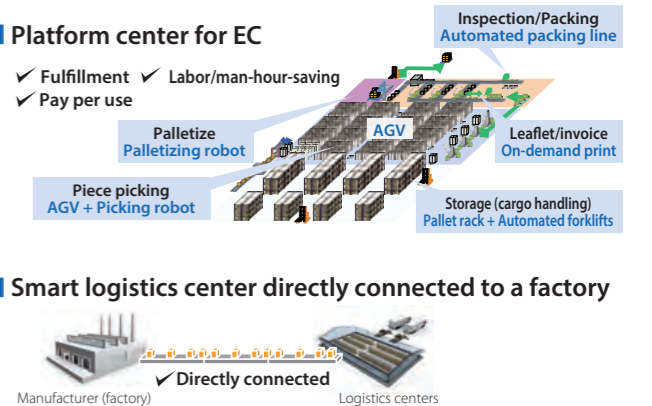 Platform center for EC
✓ Fulfillment ✓ Labor/man-hour-saving
✓ Pay per use
Inspection/Packing
Automated packing line
Palletize
Palletizing robot
AGV
Leaflet/invoice
On-demand print
Piece picking
AGV + Picking robot
Storage (cargo handling)
Pallet rack + Automated forklifts
Smart logistics center directly connected to a factory
✓ Directly connected
Manufacturer (factory)
Logistics centers